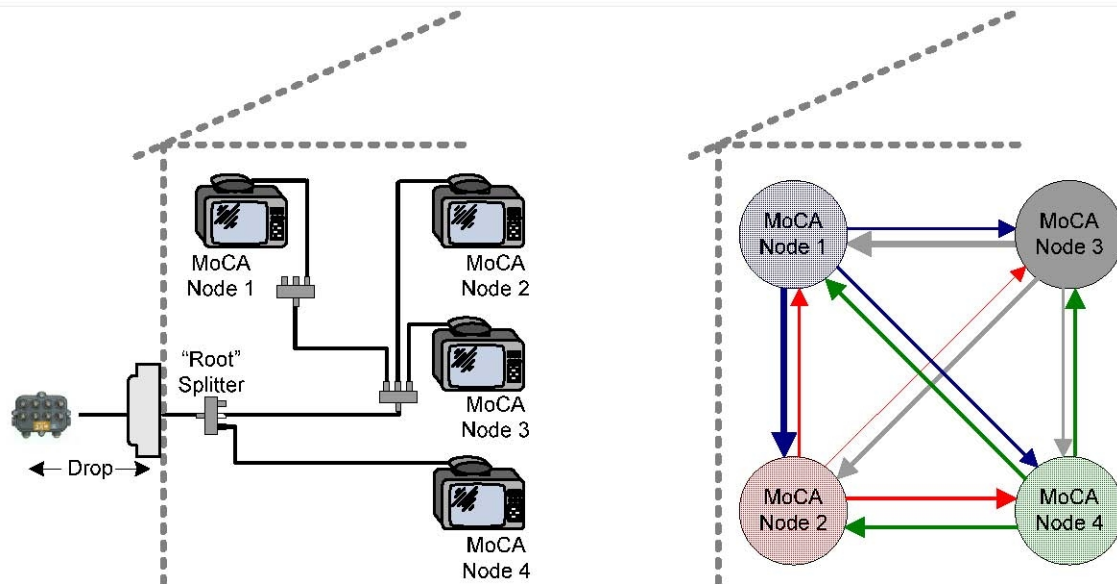 MoCA
Node 1
MoCA
Node 2
"Root"
Splitter
MoCA
Node 3
Drop
MoCA
Node 4
MoCA
Node 1
MoCA
Node 3
MoCA
Node 2
MoCA
Node 4